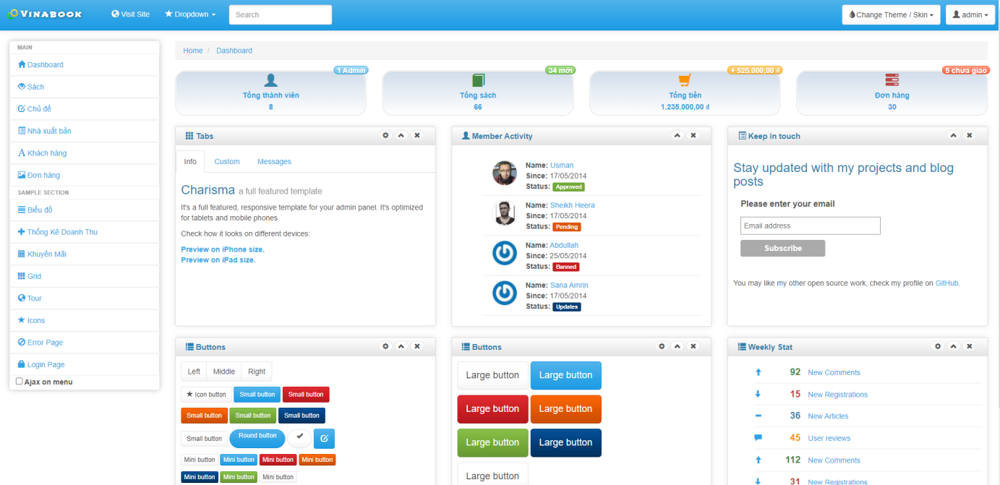 VINABOOK
Visit Site
Dropdown
Search
Change Theme / Skin
admin
MAIN
Dashboard
Sách
Chủ đề
Nhà xuất bản
Khách hàng
Đơn hàng
SAMPLE SECTION
Biểu đồ
Thống Kê Doanh Thu
Khuyến Mãi
Grid
Tour
Icons
Error Page
Login Page
Ajax on menu
Home / Dashboard
1 Admin
Tổng thành viên
8
34 mới
Tổng sách
66
+ 525.000,00 đ
Tổng tiền
1.235.000,00 đ
5 chưa giao
Đơn hàng
30
Tabs
Info
Custom
Messages
Charisma a full featured template
It's a full featured, responsive template for your admin panel. It's optimized
for tablets and mobile phones.
Check how it looks on different devices:
Preview on iPhone size.
Preview on iPad size.
Member Activity
Name: Usman
Since: 17/05/2014
Status: Approved
Name: Sheikh Heera
Since: 17/05/2014
Status: Pending
Name: Abdullah
Since: 25/05/2014
Status: Banned
Name: Sana Amrin
Since: 17/05/2014
Status: Updates
Keep in touch
Stay updated with my projects and blog
posts
Please enter your email
Email address
Subscribe
You may like my other open source work, check my profile on GitHub.
Buttons
Left Middle Right
Icon button Small button Small button
Small button Small button Small button
Small button Round button
Mini button Mini button Mini button Mini button
Mini button Mini button Mini button
Buttons
Large button Large button
Large button Large button
Large button Large button
Large button
Weekly Stat
92 New Comments
15 New Registrations
36 New Articles
45 User reviews
112 New Comments
31 New Registrations